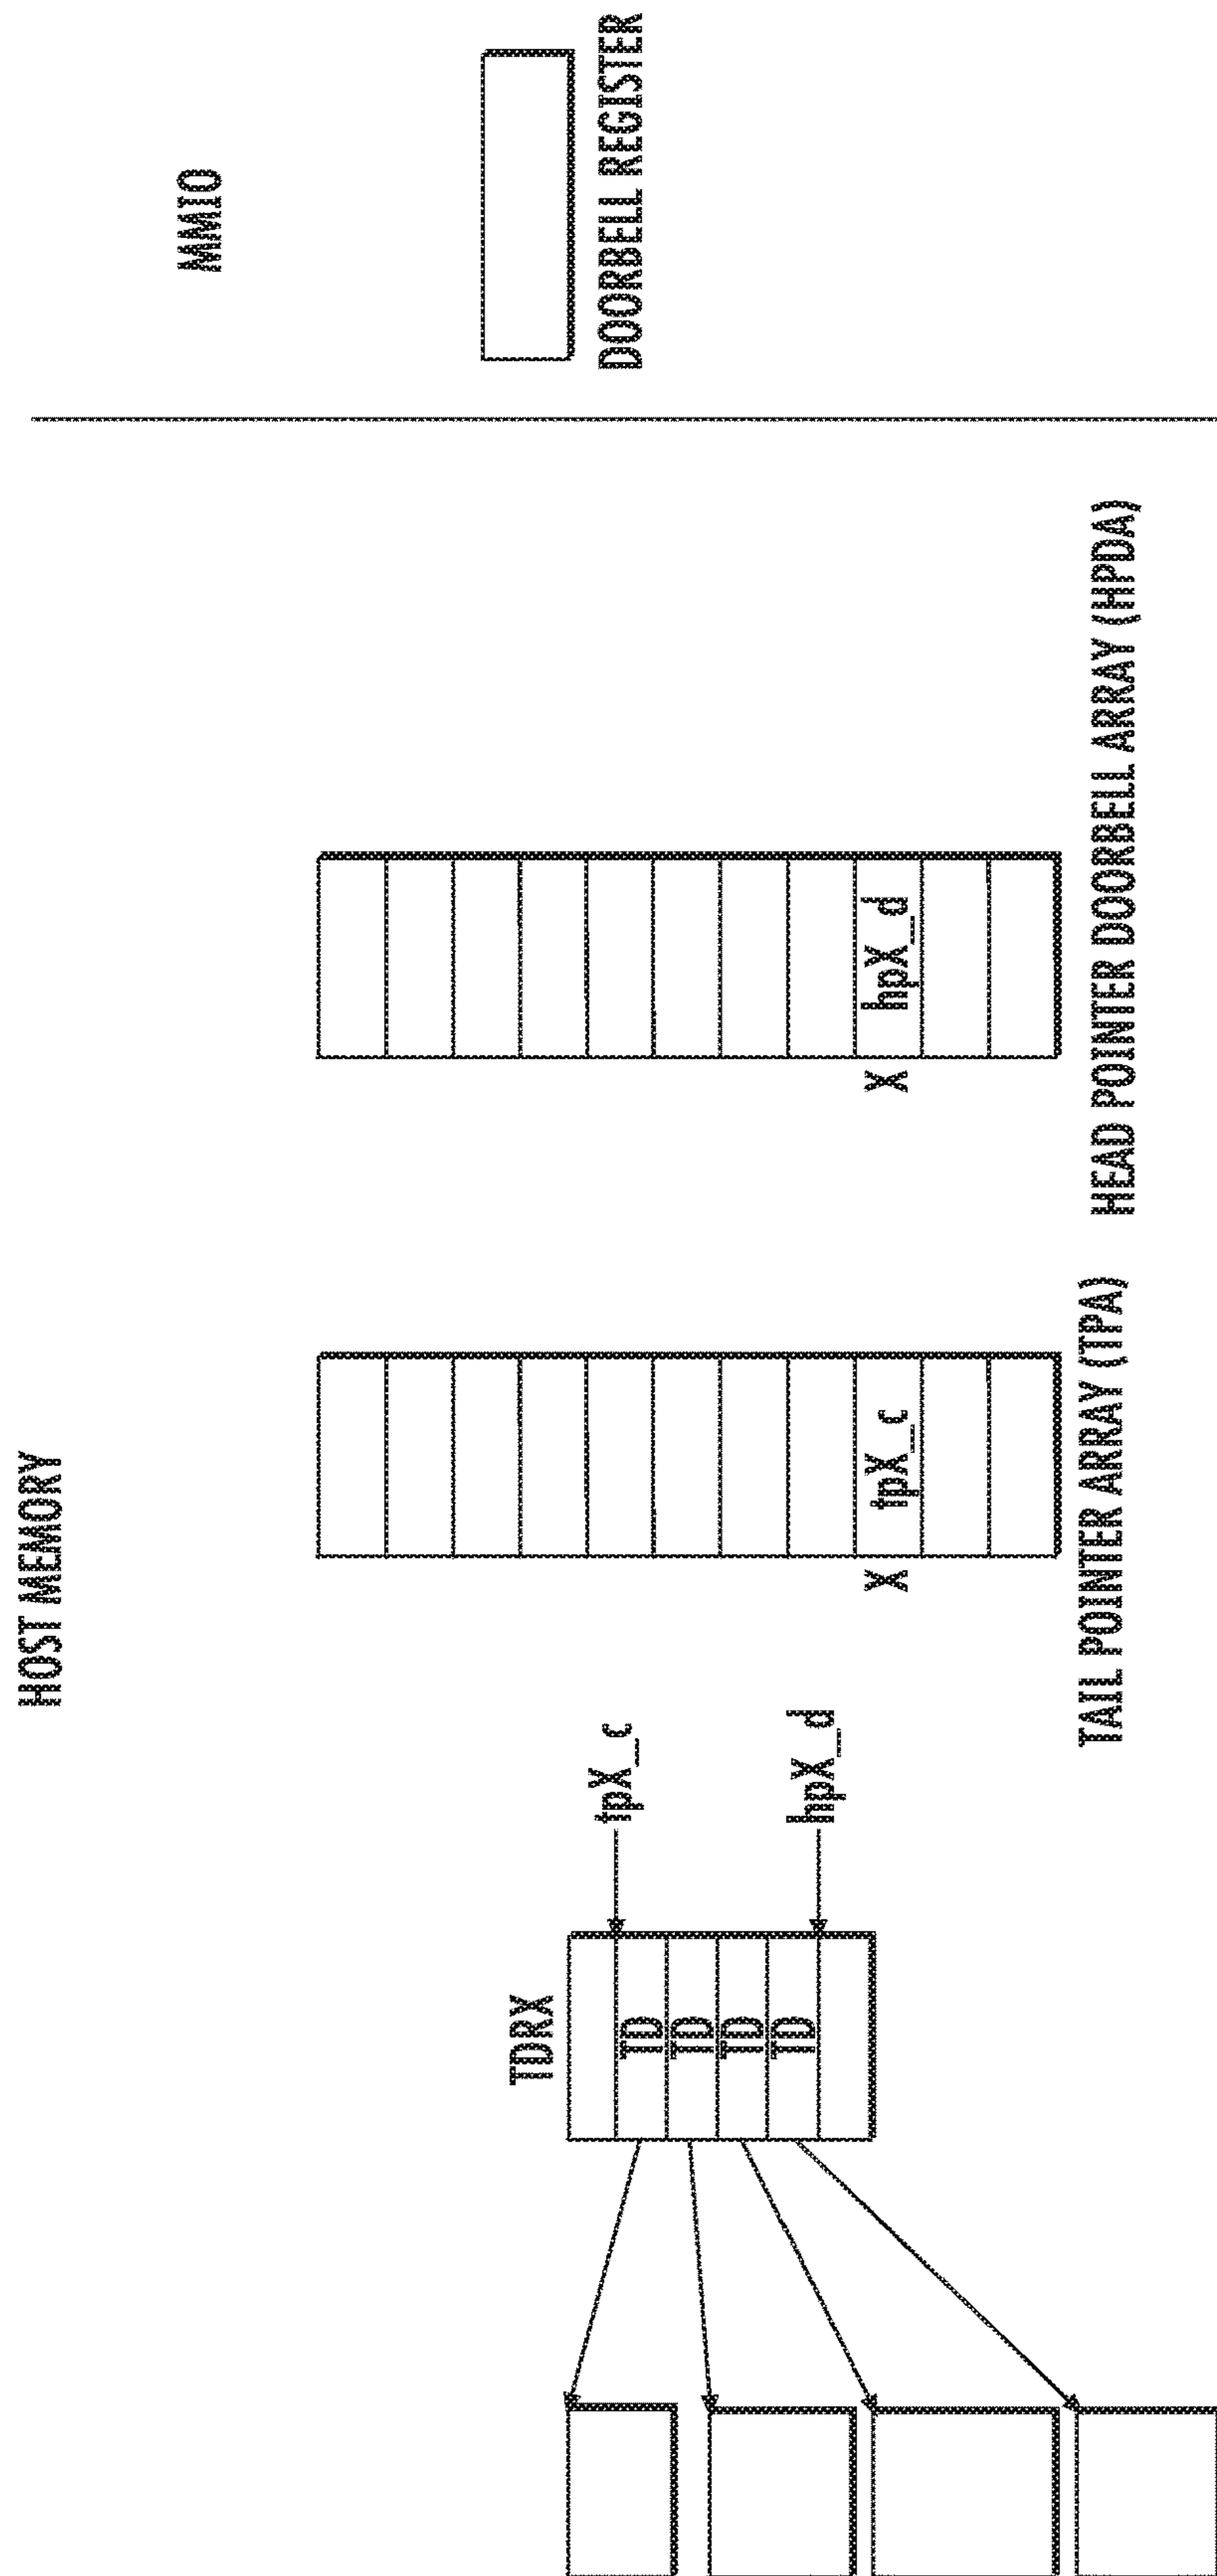 HOST MEMORY
MMIO
TDRX
TD
TD
TD
TD
tpX_c
hpX_d
X
tpX_c
X
hpX_d
DOORBELL REGISTER
TAIL POINTER ARRAY (TPA)
HEAD POINTER DOORBELL ARRAY (HPDA)